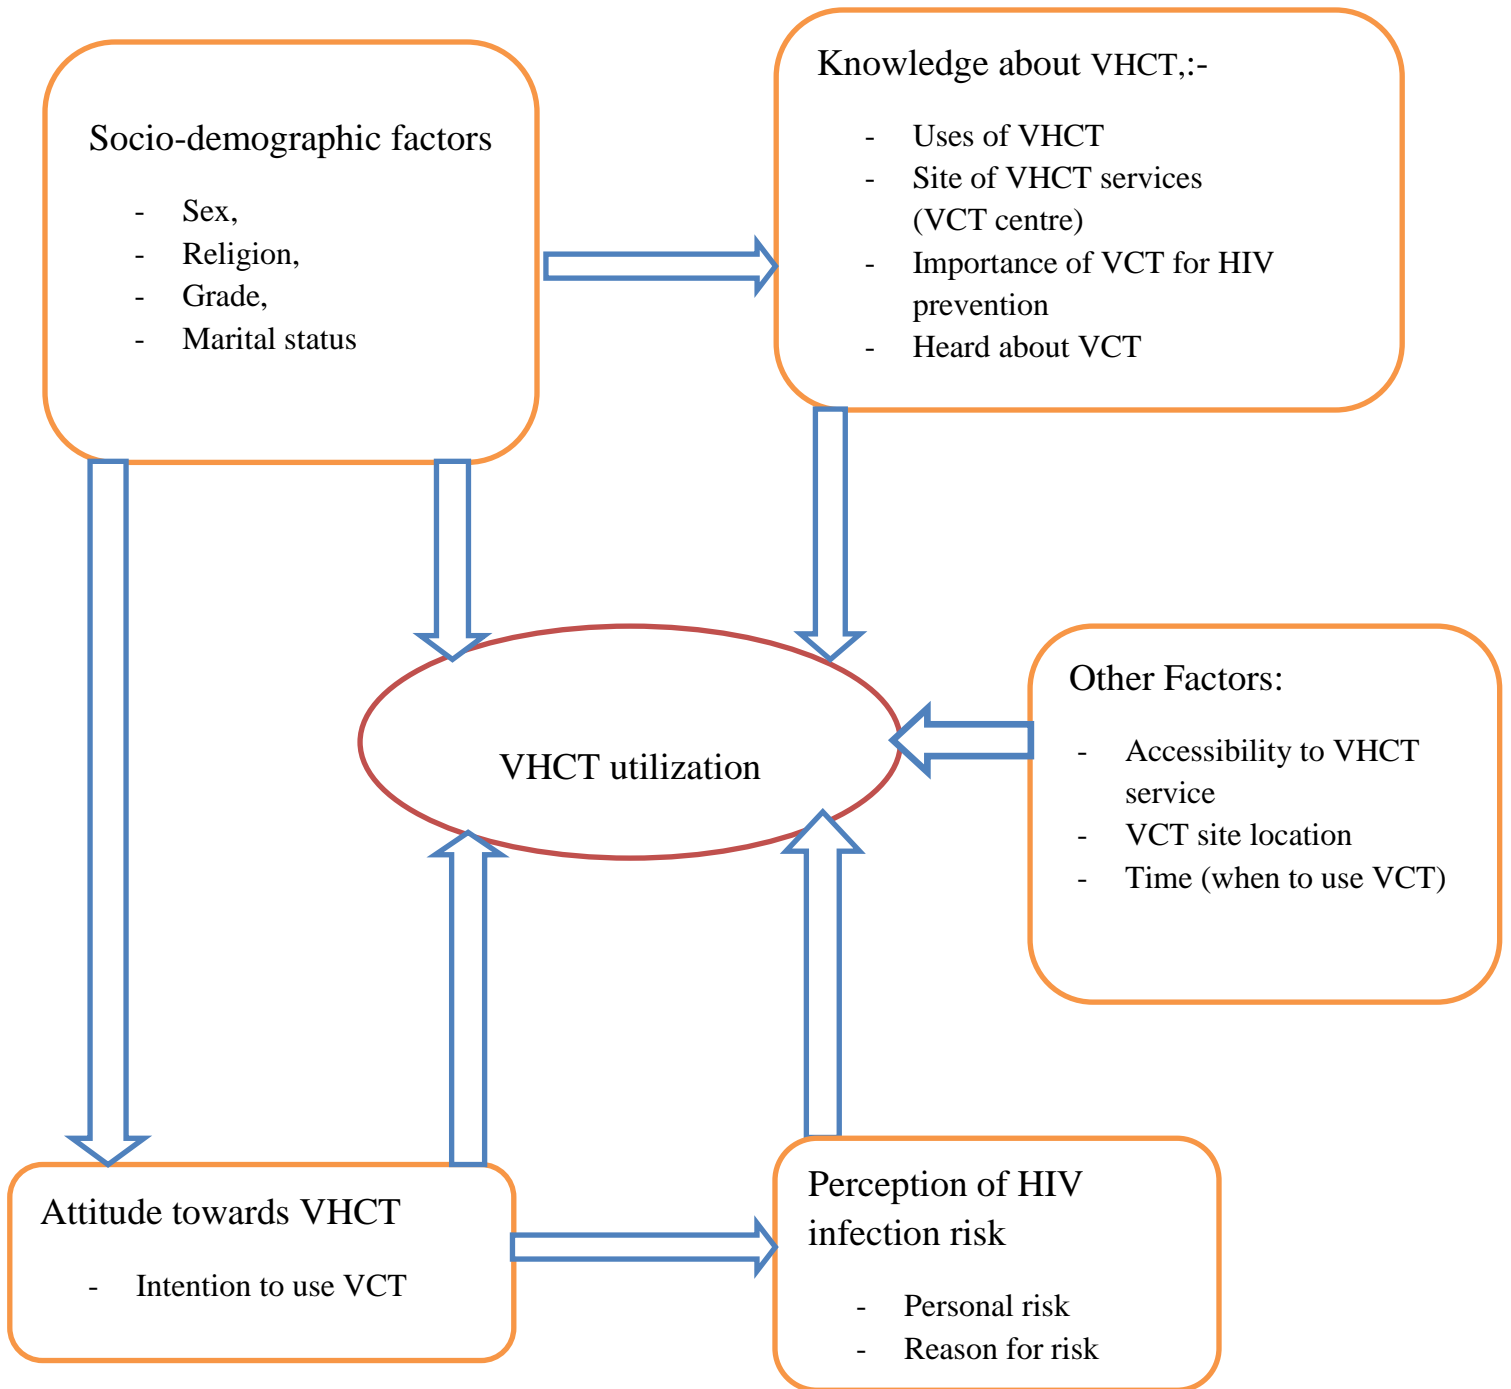 Socio-demographic factors
- Sex,
- Religion,
- Grade,
- Marital status
Knowledge about VHCT,:-
- Uses of VHCT
- Site of VHCT services
(VCT centre)
- Importance of VCT for HIV
prevention
- Heard about VCT
VHCT utilization
Other Factors:
- Accessibility to VHCT
service
- VCT site location
- Time (when to use VCT)
Attitude towards VHCT
- Intention to use VCT
Perception of HIV
infection risk
- Personal risk
- Reason for risk